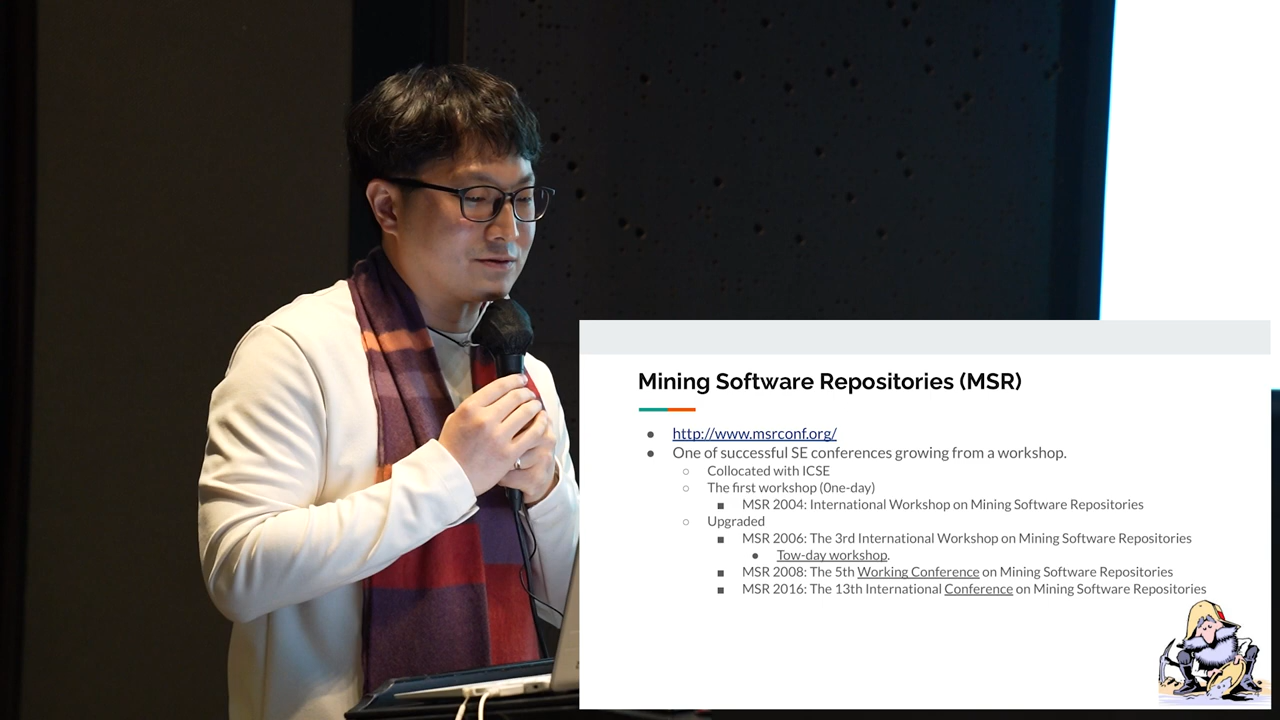 Mining Software Repositories (MSR)
http://www.msrconf.org/
One of successful SE conferences growing from a workshop.
Collocated with ICSE
The first workshop (0ne-day)
MSR 2004: International Workshop on Mining Software Repositories
Upgraded
MSR 2006: The 3rd International Workshop on Mining Software Repositories
Tow-day workshop.
MSR 2008: The 5th Working Conference on Mining Software Repositories
MSR 2016: The 13th International Conference on Mining Software Repositories